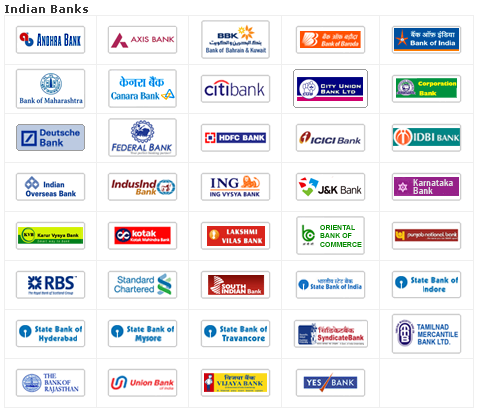 Indian Banks
ANDHRA BANK
AXIS BANK
BBK
Bank of Bahrain & Kuwait
बैंक ऑफ़ बड़ौदा
Bank of Baroda
बैंक ऑफ़ इंडिया
Bank of India
Bank of Maharashtra
केनरा बैंक
Canara Bank
citibank
CITY UNION
BANK LTD
Corporation
Bank
Deutsche
Bank
FEDERAL BANK
HDFC BANK
ICICI Bank
IDBI BANK
Indian
Overseas Bank
IndusInd
Bank
ING
ING VYSYA BANK
J&K Bank
Karnataka
Bank
KVB
Karur Vysya Bank
kotak
Kotak Mahindra Bank
LAKSHMI
VILAS BANK
ORIENTAL
BANK OF
COMMERCE
punjab national bank
RBS
The Royal Bank of Scotland Group
Standard
Chartered
SOUTH
INDIAN Bank
भारतीय स्टेट बैंक
State Bank of India
State Bank of
Indore
State Bank of
Hyderabad
State Bank of
Mysore
State Bank of
Travancore
सिंडिकेटबैंक
SyndicateBank
TAMILNAD
MERCANTILE
BANK LTD.
THE
BANK OF
RAJASTHAN
Union Bank
of India
विजया बैंक
VIJAYA BANK
YES BANK